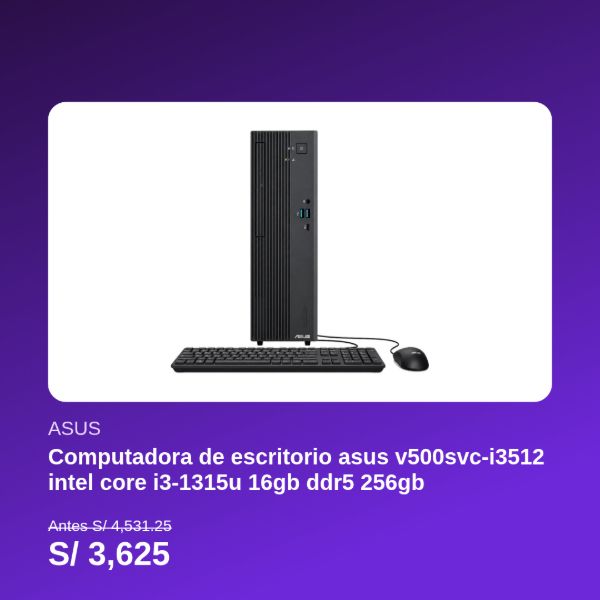 ASUS
ASUS
Computadora de escritorio asus v500svc-i3512
intel core i3-1315u 16gb ddr5 256gb
Antes S/ 4,531.25
S/ 3,625